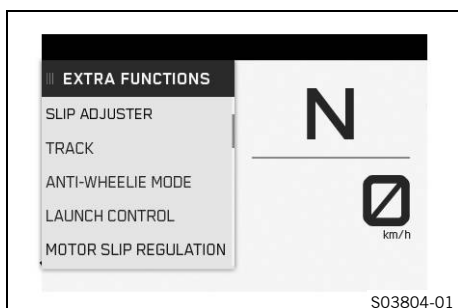 EXTRA FUNCTIONS
SLIP ADJUSTER
TRACK
ANTI-WHEELIE MODE
LAUNCH CONTROL
MOTOR SLIP REGULATION
N
0
km/h
S03804-01